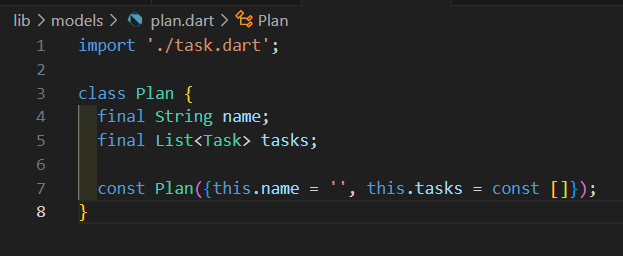 lib > models > plan.dart > Plan
1 import './task.dart';
2
3 class Plan {
4 final String name;
5 final List<Task> tasks;
6
7 const Plan({this.name = '', this.tasks = const []});
8 }